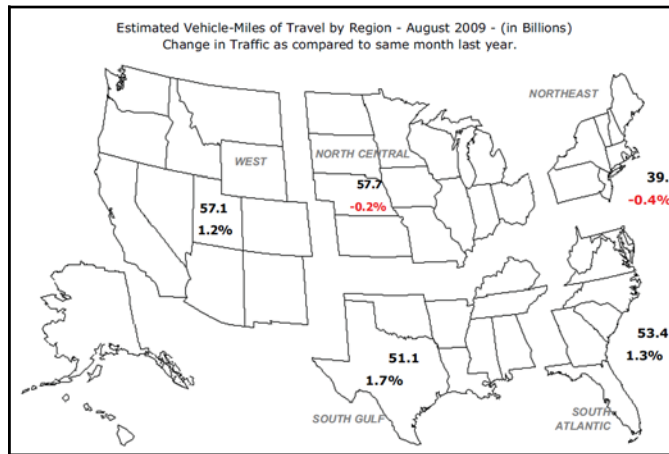 Estimated Vehicle-Miles of Travel by Region - August 2009 - (in Billions)
Change in Traffic as compared to same month last year.
NORTHEAST
WEST
NORTH CENTRAL
39.
57.7
-0.4%
-0.2%
57.1
1.2%
53.4
51.1
1.3%
1.7%
SOUTH GULF
SOUTH
ATLANTIC